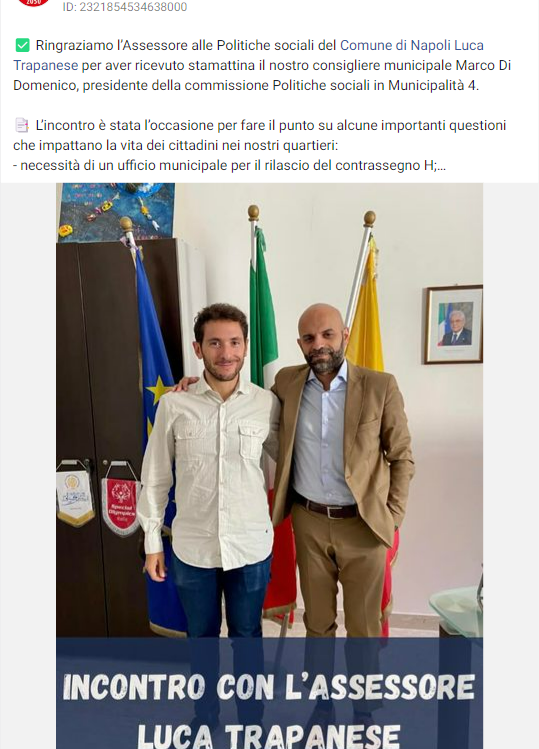 2050
ID: 2321854534638000
✅ Ringraziamo l'Assessore alle Politiche sociali del Comune di Napoli Luca
Trapanese per aver ricevuto stamattina il nostro consigliere municipale Marco Di
Domenico, presidente della commissione Politiche sociali in Municipalità 4.
📑 L'incontro è stata l'occasione per fare il punto su alcune importanti questioni
che impattano la vita dei cittadini nei nostri quartieri:
- necessità di un ufficio municipale per il rilascio del contrassegno H;...
Special
Olympics
Italia
INCONTRO CON L'ASSESSORE
LUCA TRAPANESE